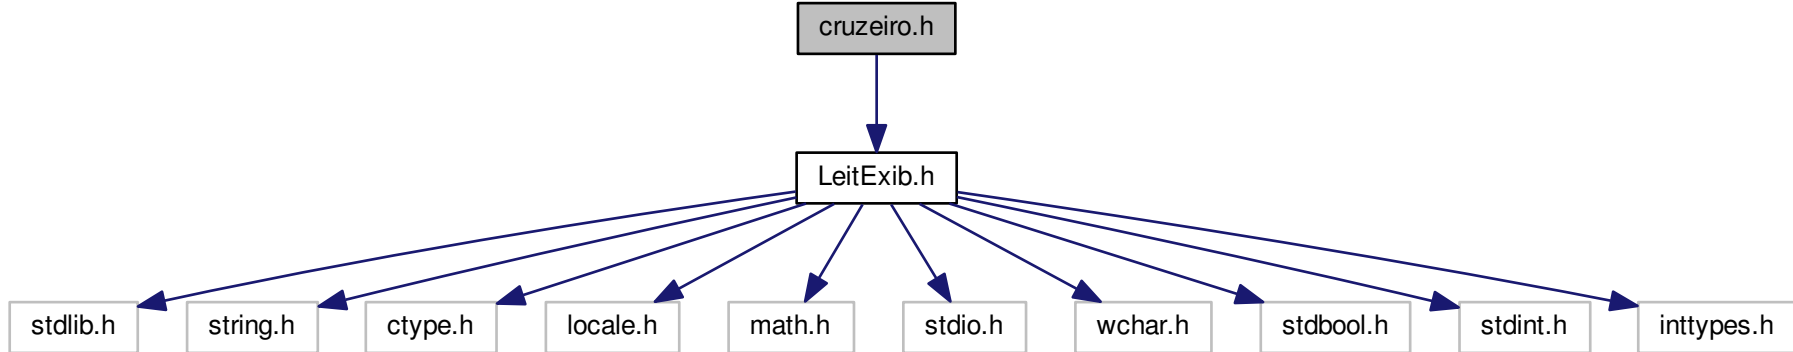 cruzeiro.h
LeitExib.h
stdlib.h
string.h
ctype.h
locale.h
math.h
stdio.h
wchar.h
stdbool.h
stdint.h
inttypes.h